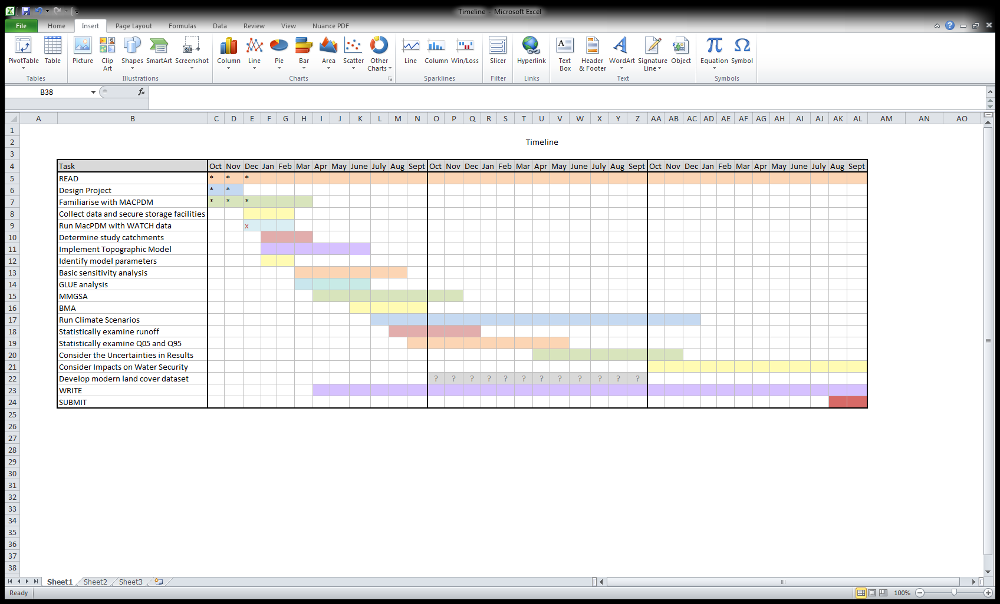 Timeline - Microsoft Excel
File Home Insert Page Layout Formulas Data Review View Nuance PDF
PivotTable Table Picture Clip Art Shapes SmartArt Screenshot Column Line Pie Bar Area Scatter Other Charts Line Column Win/Loss Slicer Hyperlink Text Box Header & Footer WordArt Signature Line Object Equation Symbol
Tables Illustrations Charts Sparklines Filter Links Text Symbols
B38 fx
A B C D E F G H I J K L M N O P Q R S T U V W X Y Z AA AB AC AD AE AF AG AH AI AJ AK AL AM AN AO
1
2 Timeline
3
4 Task Oct Nov Dec Jan Feb Mar Apr May June July Aug Sept Oct Nov Dec Jan Feb Mar Apr May June July Aug Sept Oct Nov Dec Jan Feb Mar Apr May June July Aug Sept
5 READ * * *
6 Design Project * *
7 Familiarise with MACPDM * * *
8 Collect data and secure storage facilities
9 Run MacPDM with WATCH data x
10 Determine study catchments
11 Implement Topographic Model
12 Identify model parameters
13 Basic sensitivity analysis
14 GLUE analysis
15 MMGSA
16 BMA
17 Run Climate Scenarios
18 Statistically examine runoff
19 Statistically examine Q05 and Q95
20 Consider the Uncertainties in Results
21 Consider Impacts on Water Security
22 Develop modern land cover dataset ? ? ? ? ? ? ? ? ? ? ? ?
23 WRITE
24 SUBMIT
25
26
27
28
29
30
31
32
33
34
35
36
37
38
Sheet1 Sheet2 Sheet3
Ready 100%